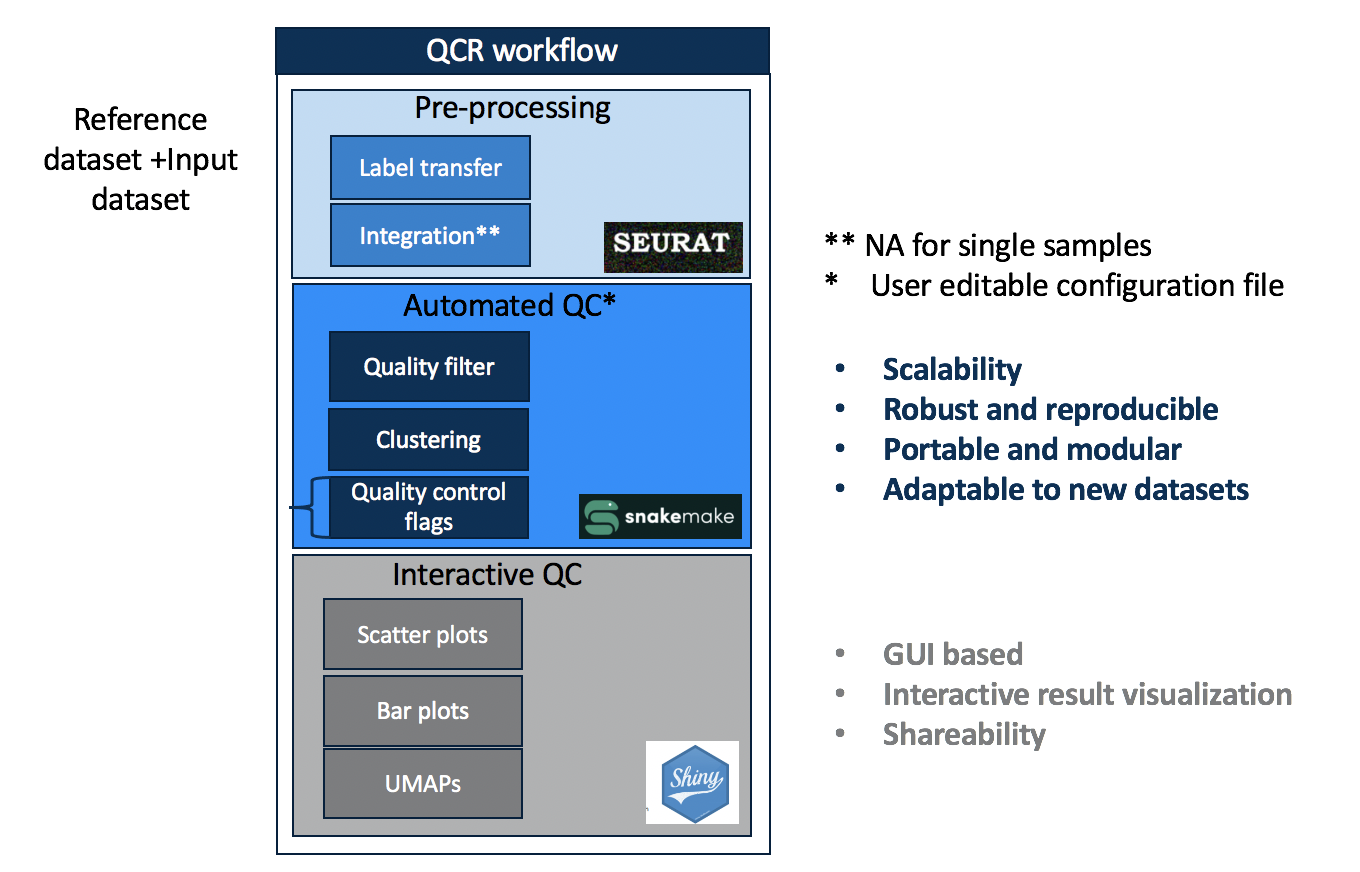 QCR workflow
Reference
dataset +Input
dataset
Pre-processing
Label transfer
Integration**
SEURAT
Automated QC*
Quality filter
Clustering
Quality control
flags
snakemake
Interactive QC
Scatter plots
Bar plots
UMAPs
Shiny
** NA for single samples
* User editable configuration file
• Scalability
• Robust and reproducible
• Portable and modular
• Adaptable to new datasets
• GUI based
• Interactive result visualization
• Shareability